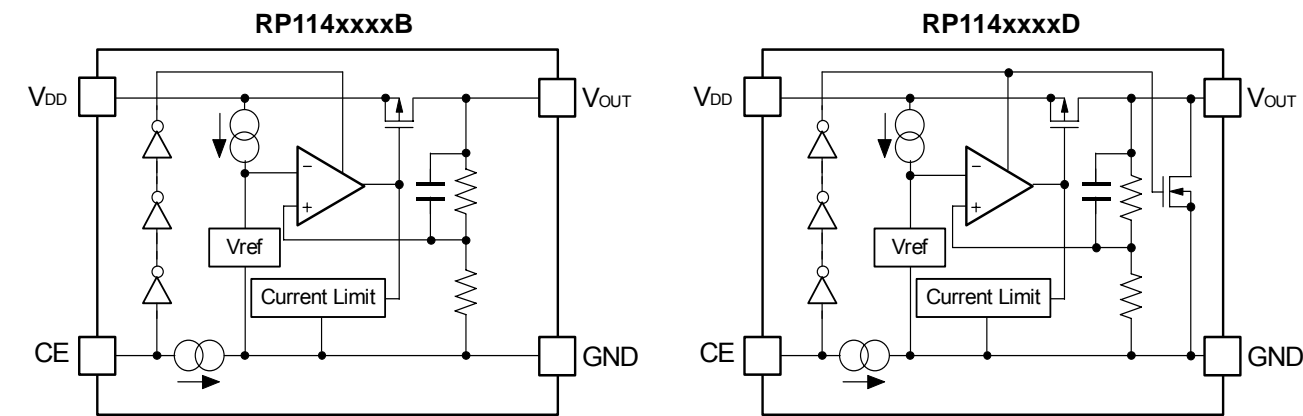 RP114xxxxB
VDD
VOUT
−
+
Vref
Current Limit
CE
GND
RP114xxxxD
VDD
VOUT
−
+
Vref
Current Limit
CE
GND